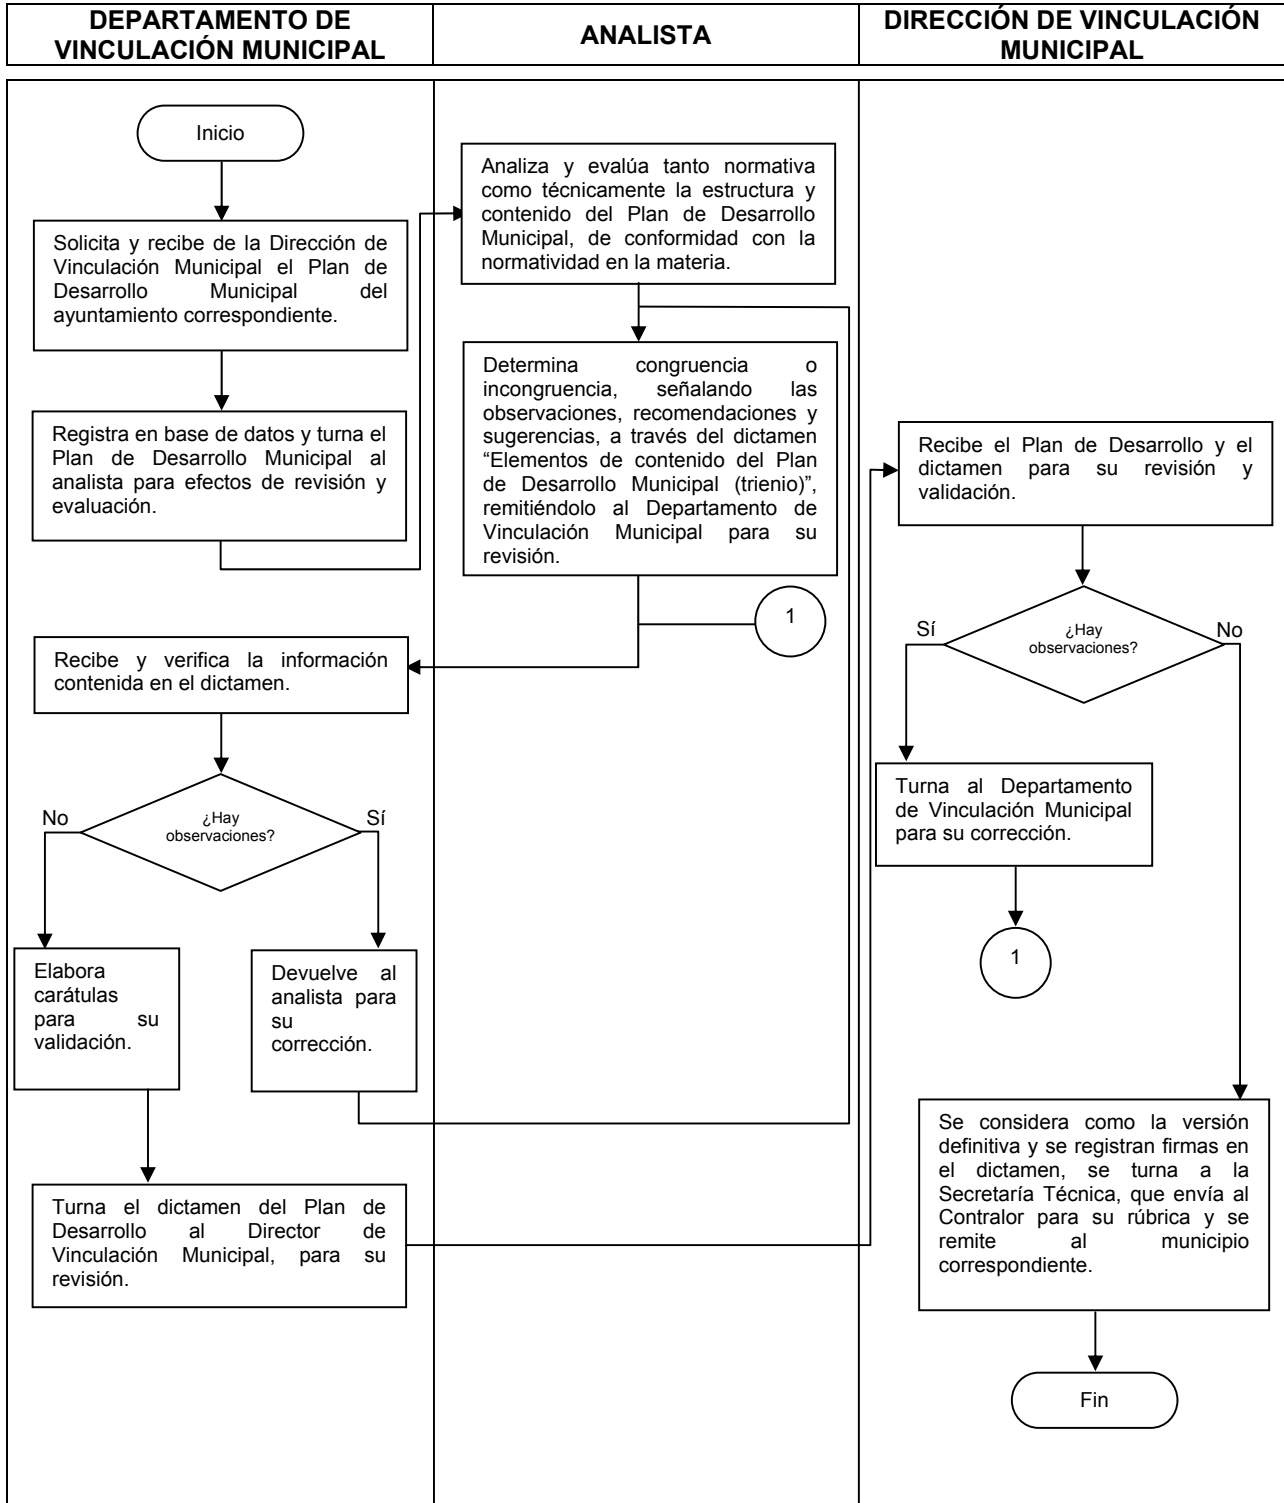 DEPARTAMENTO DE
VINCULACIÓN MUNICIPAL
ANALISTA
DIRECCIÓN DE VINCULACIÓN
MUNICIPAL
Inicio
Solicita y recibe de la Dirección de
Vinculación Municipal el Plan de
Desarrollo Municipal del
ayuntamiento correspondiente.
Registra en base de datos y turna el
Plan de Desarrollo Municipal al
analista para efectos de revisión y
evaluación.
Analiza y evalúa tanto normativa
como técnicamente la estructura y
contenido del Plan de Desarrollo
Municipal, de conformidad con la
normatividad en la materia.
Determina congruencia o
incongruencia, señalando las
observaciones, recomendaciones y
sugerencias, a través del dictamen
“Elementos de contenido del Plan
de Desarrollo Municipal (trienio)”,
remitiéndolo al Departamento de
Vinculación Municipal para su
revisión.
1
Recibe y verifica la información
contenida en el dictamen.
¿Hay
observaciones?
No
Sí
Elabora
carátulas
para su
validación.
Devuelve al
analista para
su
corrección.
Turna el dictamen del Plan de
Desarrollo al Director de
Vinculación Municipal, para su
revisión.
Recibe el Plan de Desarrollo y el
dictamen para su revisión y
validación.
¿Hay
observaciones?
Sí
No
Turna al Departamento
de Vinculación Municipal
para su corrección.
1
Se considera como la versión
definitiva y se registran firmas en
el dictamen, se turna a la
Secretaría Técnica, que envía al
Contralor para su rúbrica y se
remite al municipio
correspondiente.
Fin